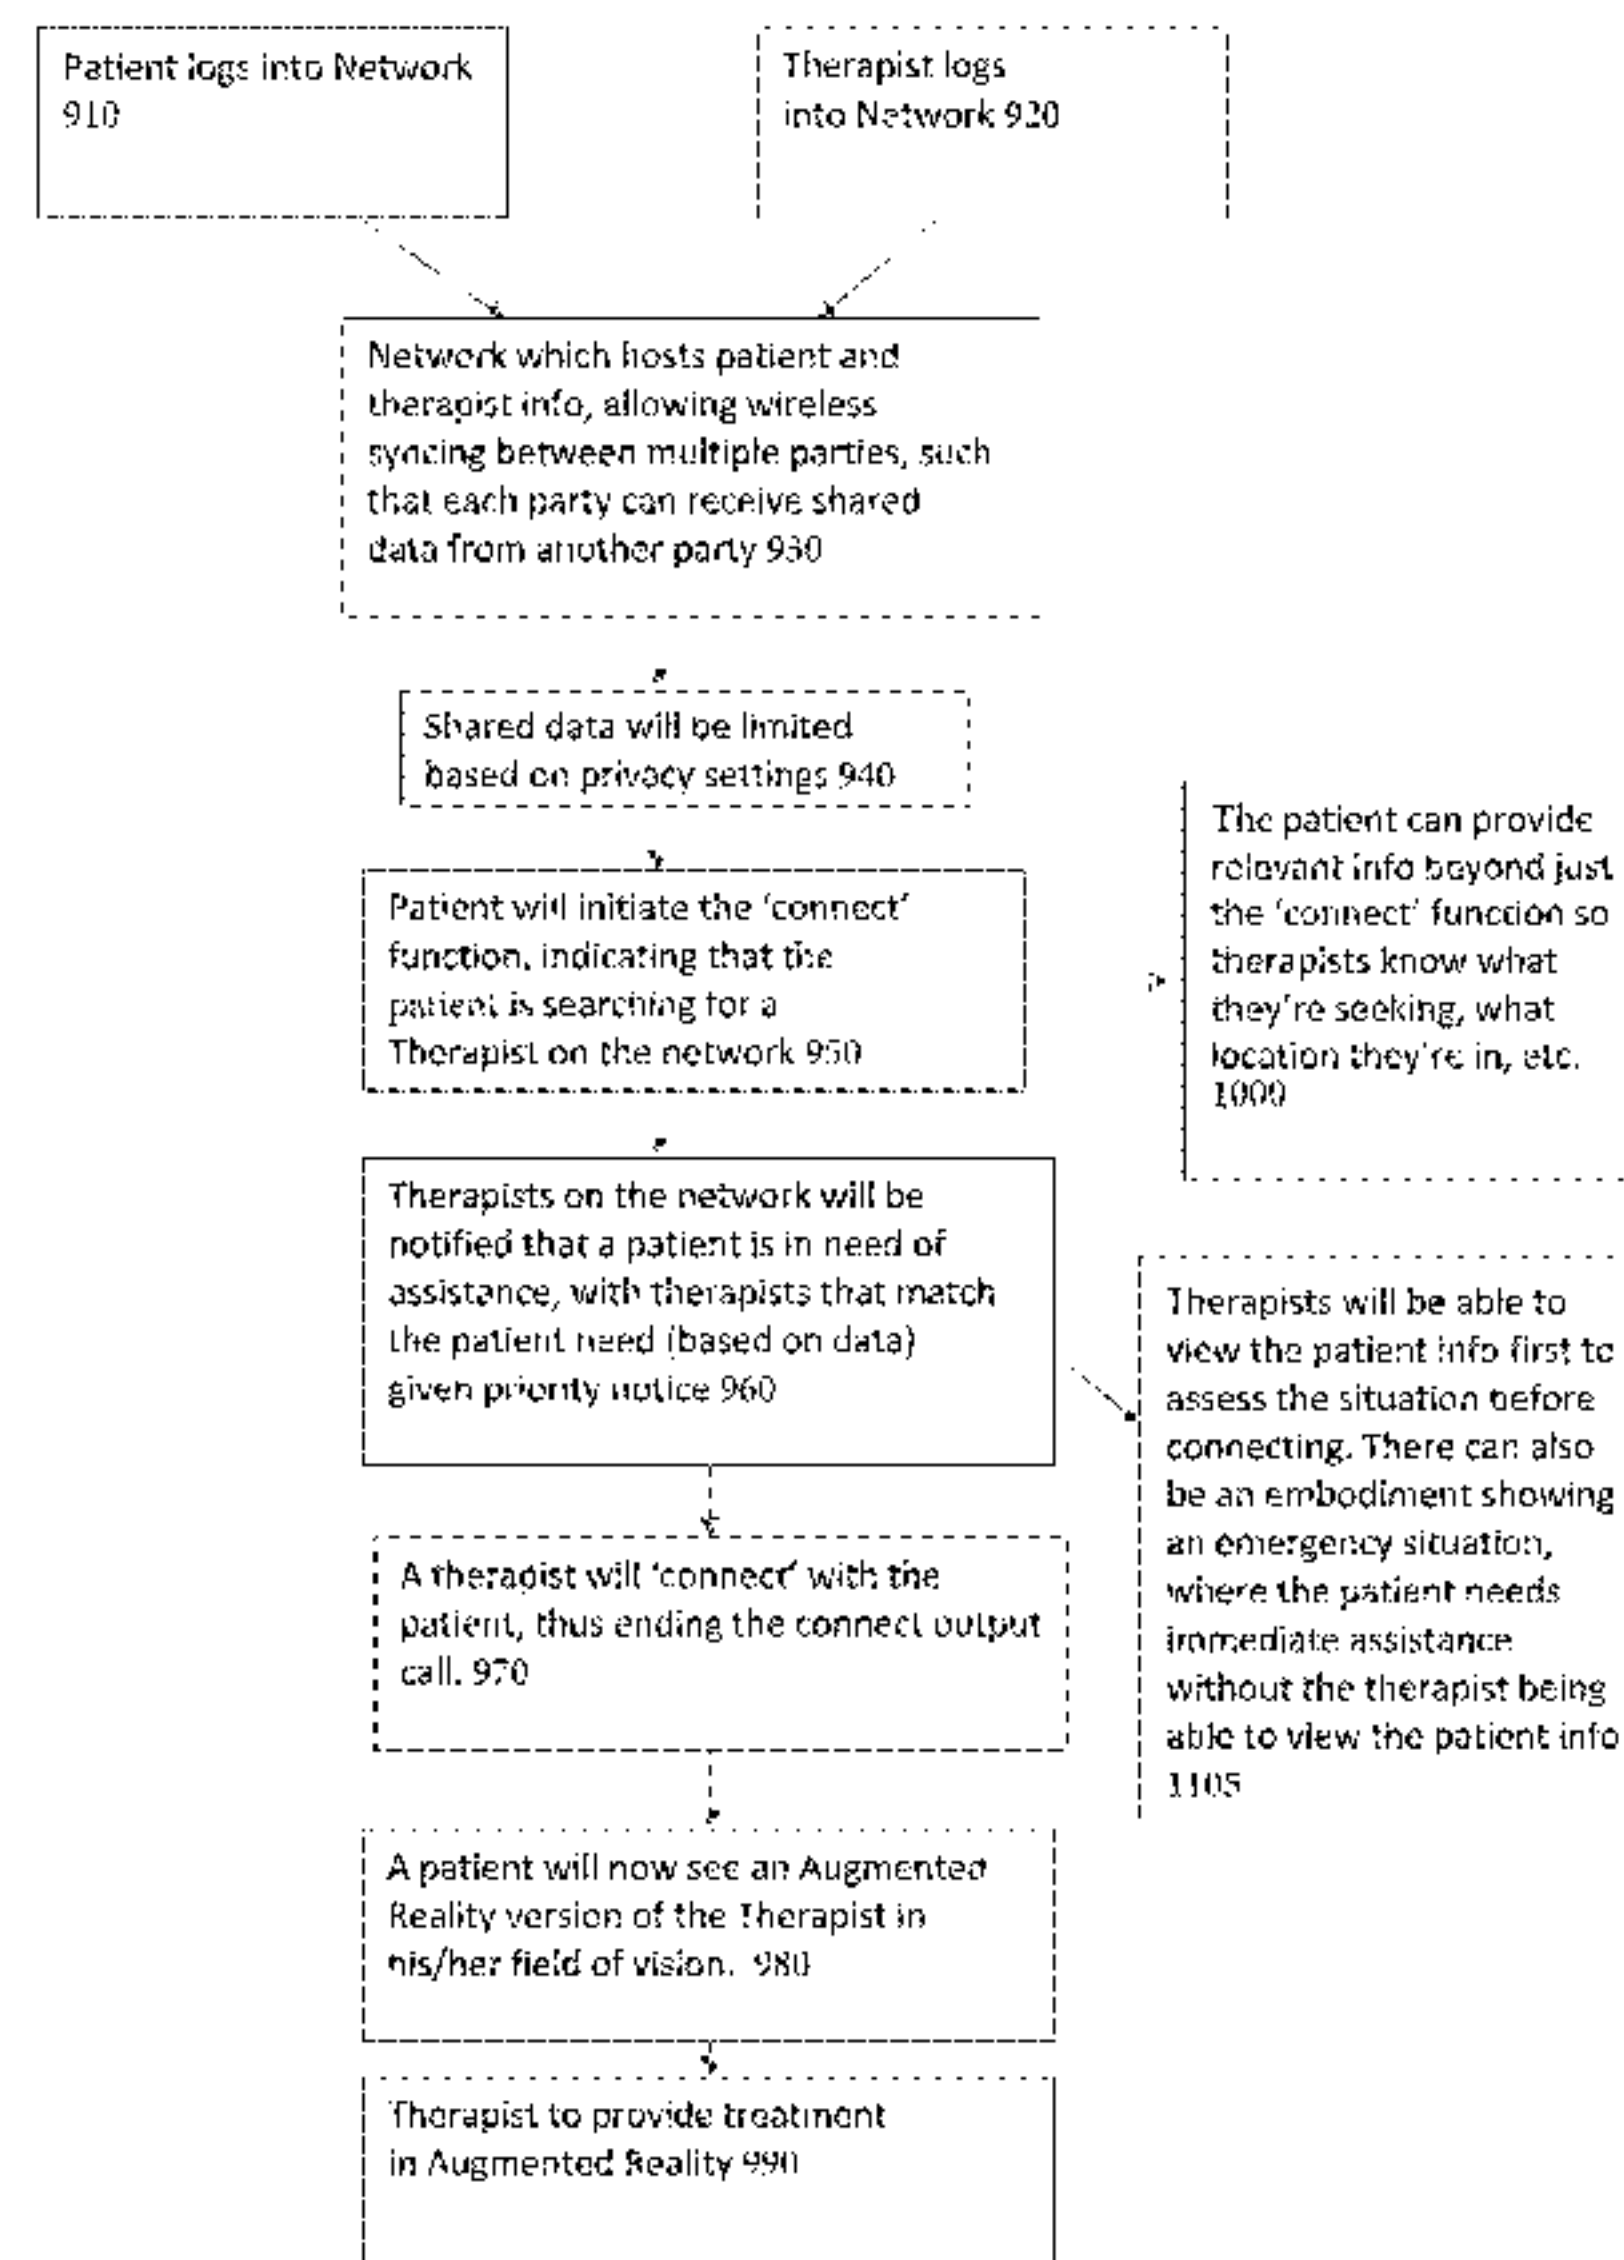 Patient logs into Network
910
Therapist logs
into Network 920
Network which hosts patient and
therapist info, allowing wireless
syncing between multiple parties, such
that each party can receive shared
data from another party 930
Shared data will be limited
based on privacy settings 940
Patient will initiate the ‘connect’
function, indicating that the
patient is searching for a
Therapist on the network 950
The patient can provide
relevant info beyond just
the ‘connect’ function so
therapists know what
they're seeking, what
location they're in, etc.
1000
Therapists on the network will be
notified that a patient is in need of
assistance, with therapists that match
the patient need (based on data)
given priority notice 960
Therapists will be able to
view the patient info first to
assess the situation before
connecting. There can also
be an embodiment showing
an emergency situation,
where the patient needs
immediate assistance
without the therapist being
able to view the patient info
1105
A therapist will ‘connect’ with the
patient, thus ending the connect output
call. 970
A patient will now see an Augmented
Reality version of the Therapist in
his/her field of vision. 980
Therapist to provide treatment
in Augmented Reality 990